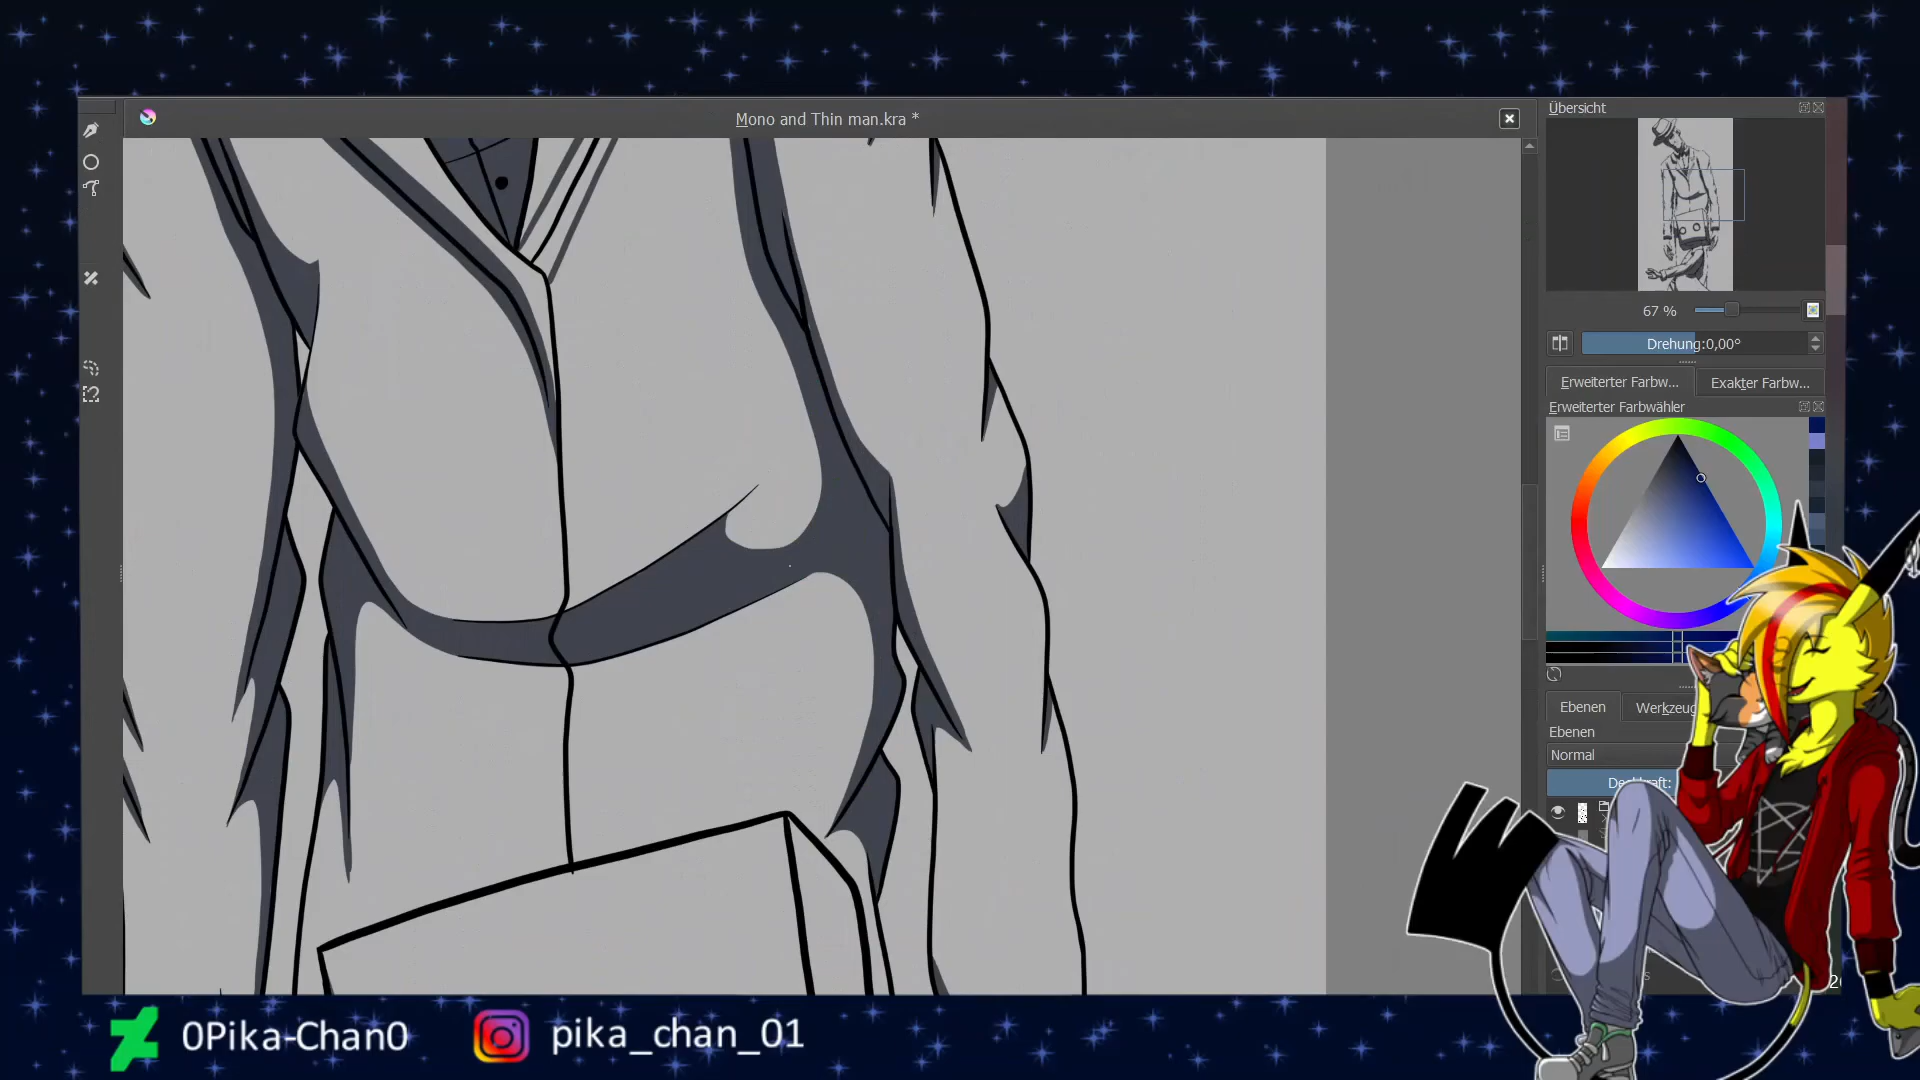 Mono and Thin man.kra *
Übersicht
67 %
Drehung:0,00°
Erweiterter Farbw...
Exakter Farbw...
Erweiterter Farbwähler
Ebenen
Ebenen
Normal
0Pika-Chan0
pika_chan_01